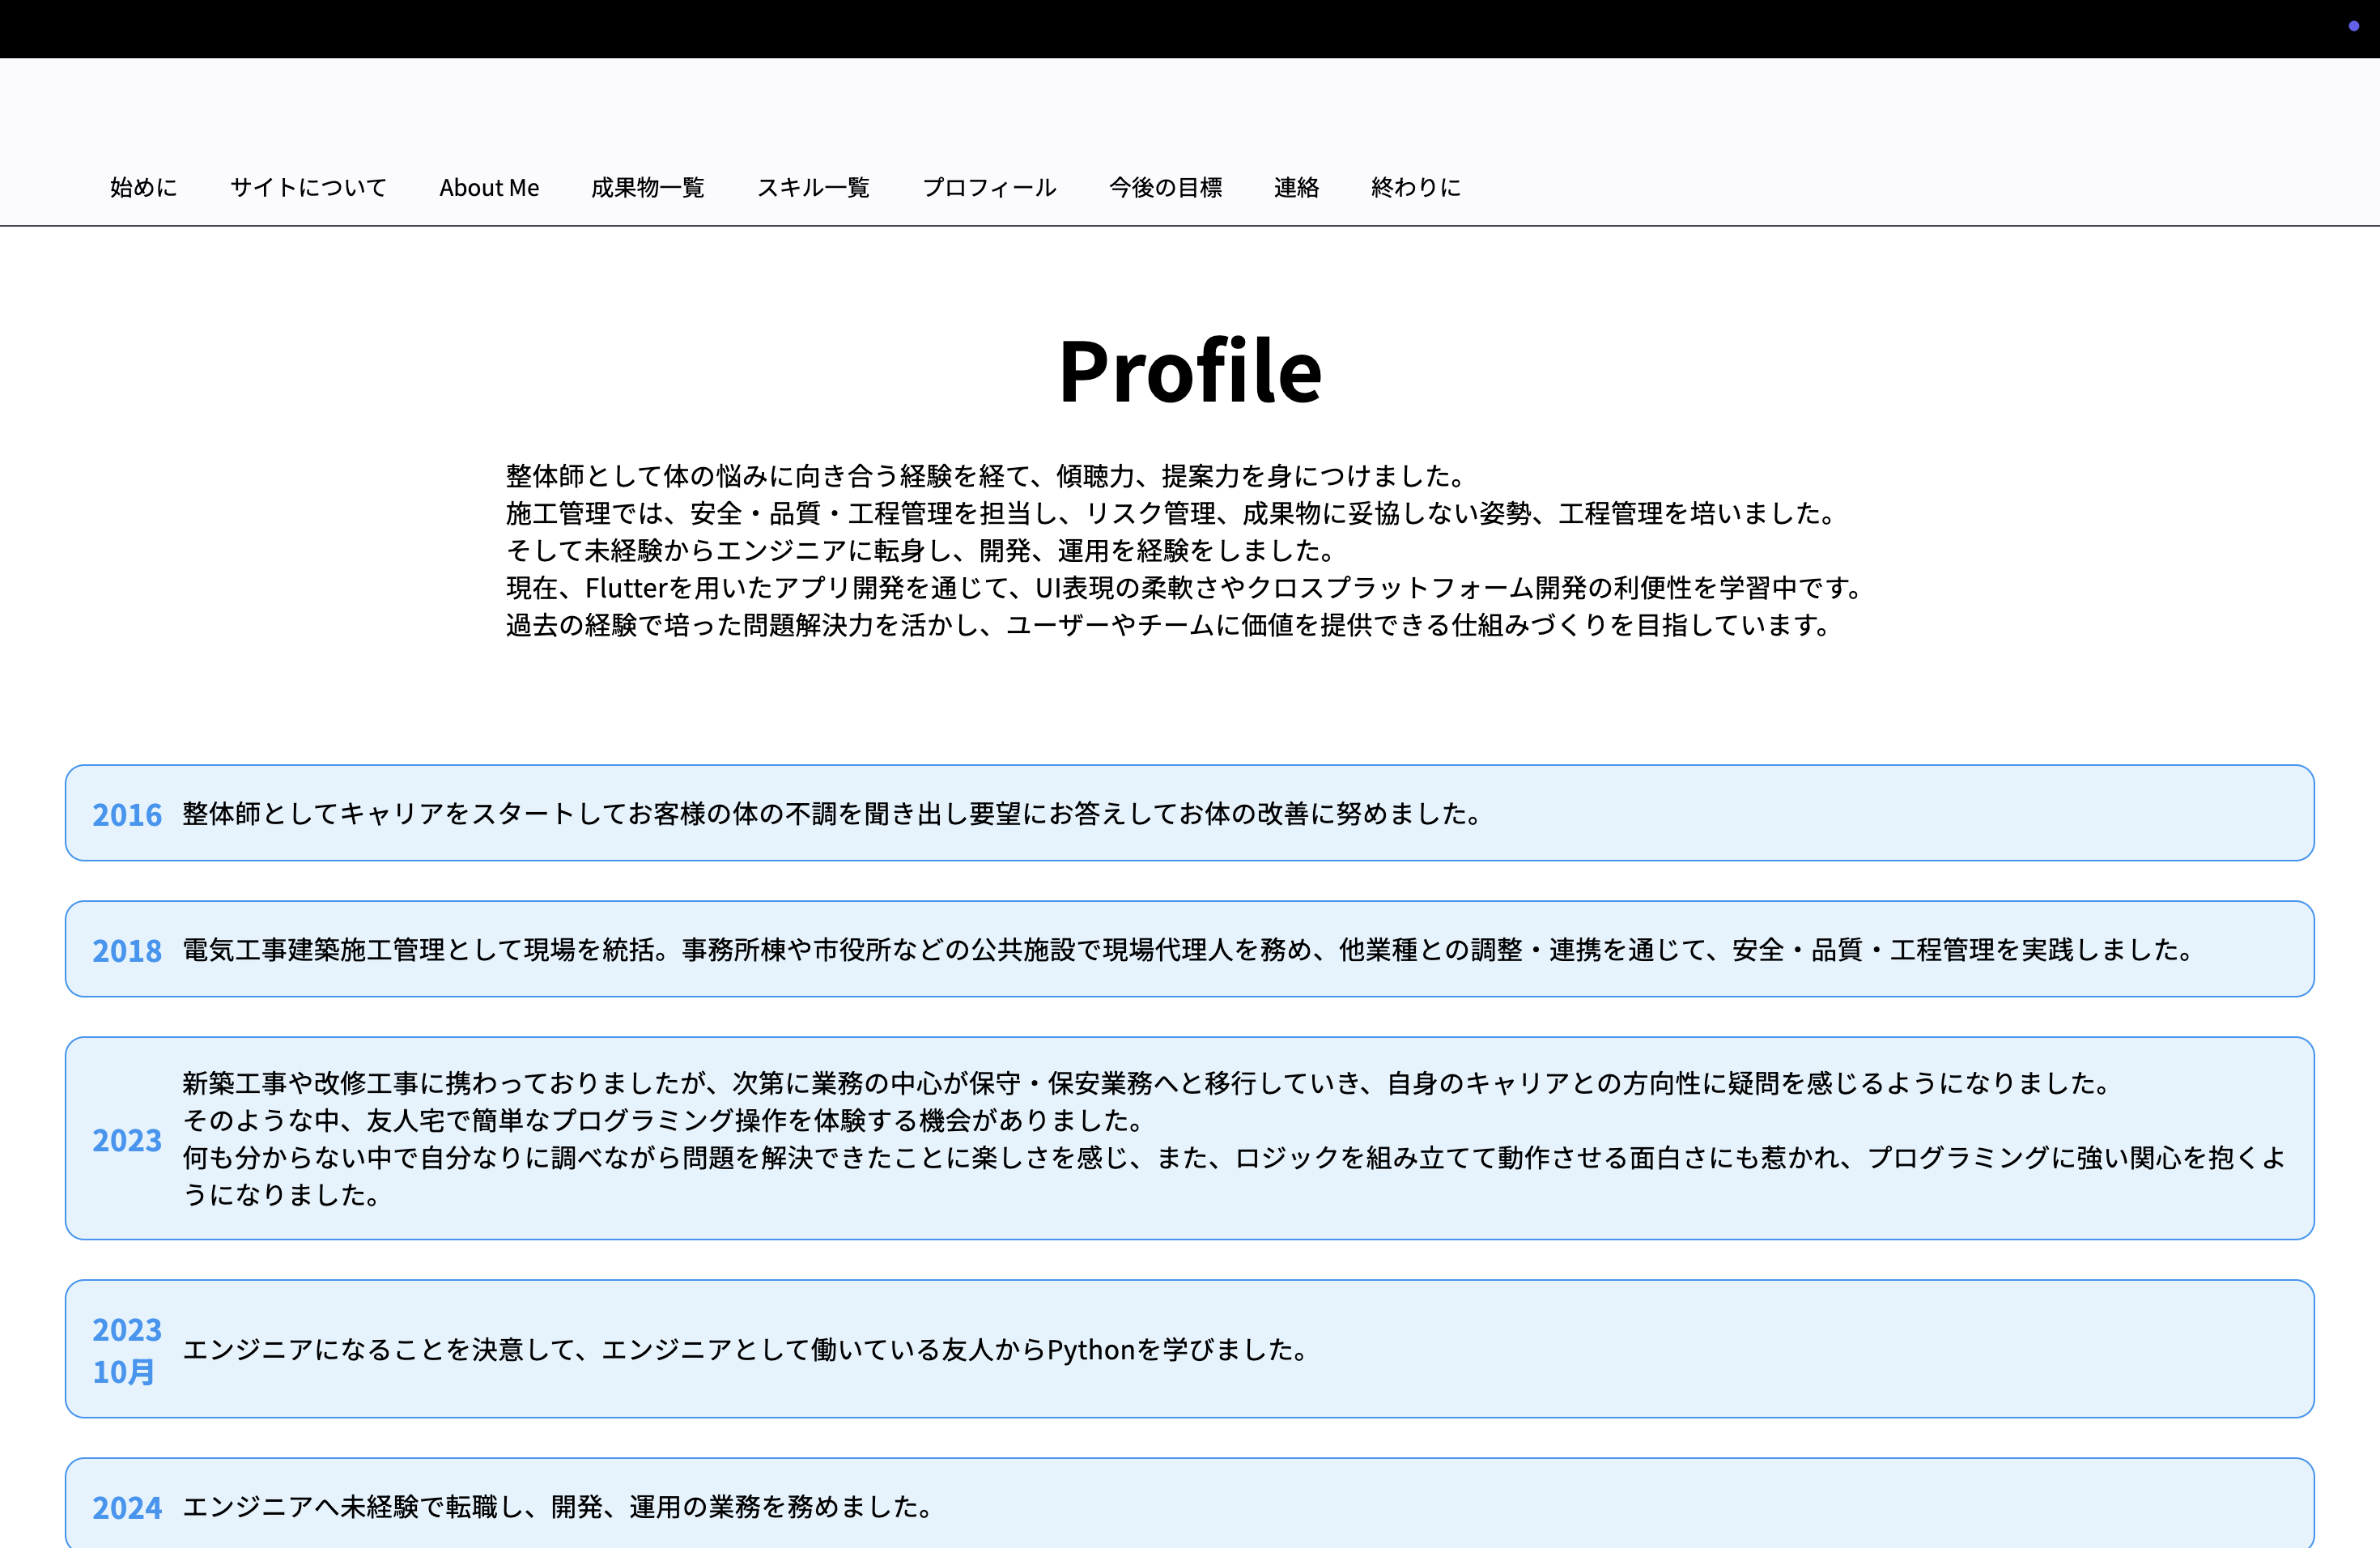 始めに サイトについて About Me 成果物一覧 スキル一覧 プロフィール 今後の目標 連絡 終わりに
Profile
整体師として体の悩みに向き合う経験を経て、傾聴力、提案力を身につけました。
施工管理では、安全・品質・工程管理を担当し、リスク管理、成果物に妥協しない姿勢、工程管理を培いました。
そして未経験からエンジニアに転身し、開発、運用を経験をしました。
現在、Flutterを用いたアプリ開発を通じて、UI表現の柔軟さやクロスプラットフォーム開発の利便性を学習中です。
過去の経験で培った問題解決力を活かし、ユーザーやチームに価値を提供できる仕組みづくりを目指しています。
2016 整体師としてキャリアをスタートしてお客様の体の不調を聞き出し要望にお答えしてお体の改善に努めました。
2018 電気工事建築施工管理として現場を統括。事務所棟や市役所などの公共施設で現場代理人を務め、他業種との調整・連携を通じて、安全・品質・工程管理を実践しました。
2023
新築工事や改修工事に携わっておりましたが、次第に業務の中心が保守・保安業務へと移行していき、自身のキャリアとの方向性に疑問を感じるようになりました。
そのような中、友人宅で簡単なプログラミング操作を体験する機会がありました。
何も分からない中で自分なりに調べながら問題を解決できたことに楽しさを感じ、また、ロジックを組み立てて動作させる面白さにも惹かれ、プログラミングに強い関心を抱くよ
うになりました。
2023
10月
エンジニアになることを決意して、エンジニアとして働いている友人からPythonを学びました。
2024 エンジニアへ未経験で転職し、開発、運用の業務を務めました。